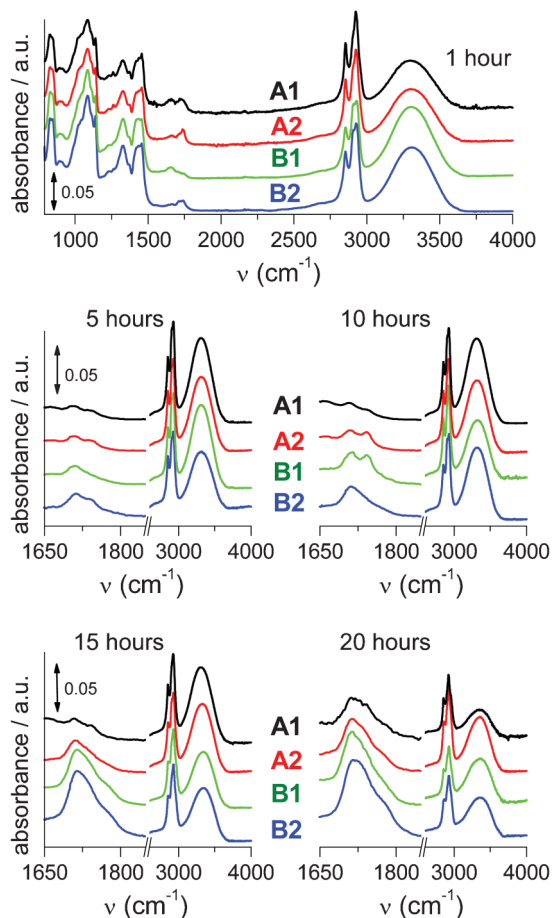 absorbance / a.u.
1 hour
A1
A2
B1
B2
0.05
1000 1500 2000 2500 3000 3500 4000
ν (cm⁻¹)
5 hours
10 hours
absorbance / a.u.
0.05
A1
A2
B1
B2
1650 1800 3000 4000
1650 1800 3000 4000
ν (cm⁻¹)
ν (cm⁻¹)
15 hours
20 hours
absorbance / a.u.
0.05
A1
A2
B1
B2
1650 1800 3000 4000
1650 1800 3000 4000
ν (cm⁻¹)
ν (cm⁻¹)